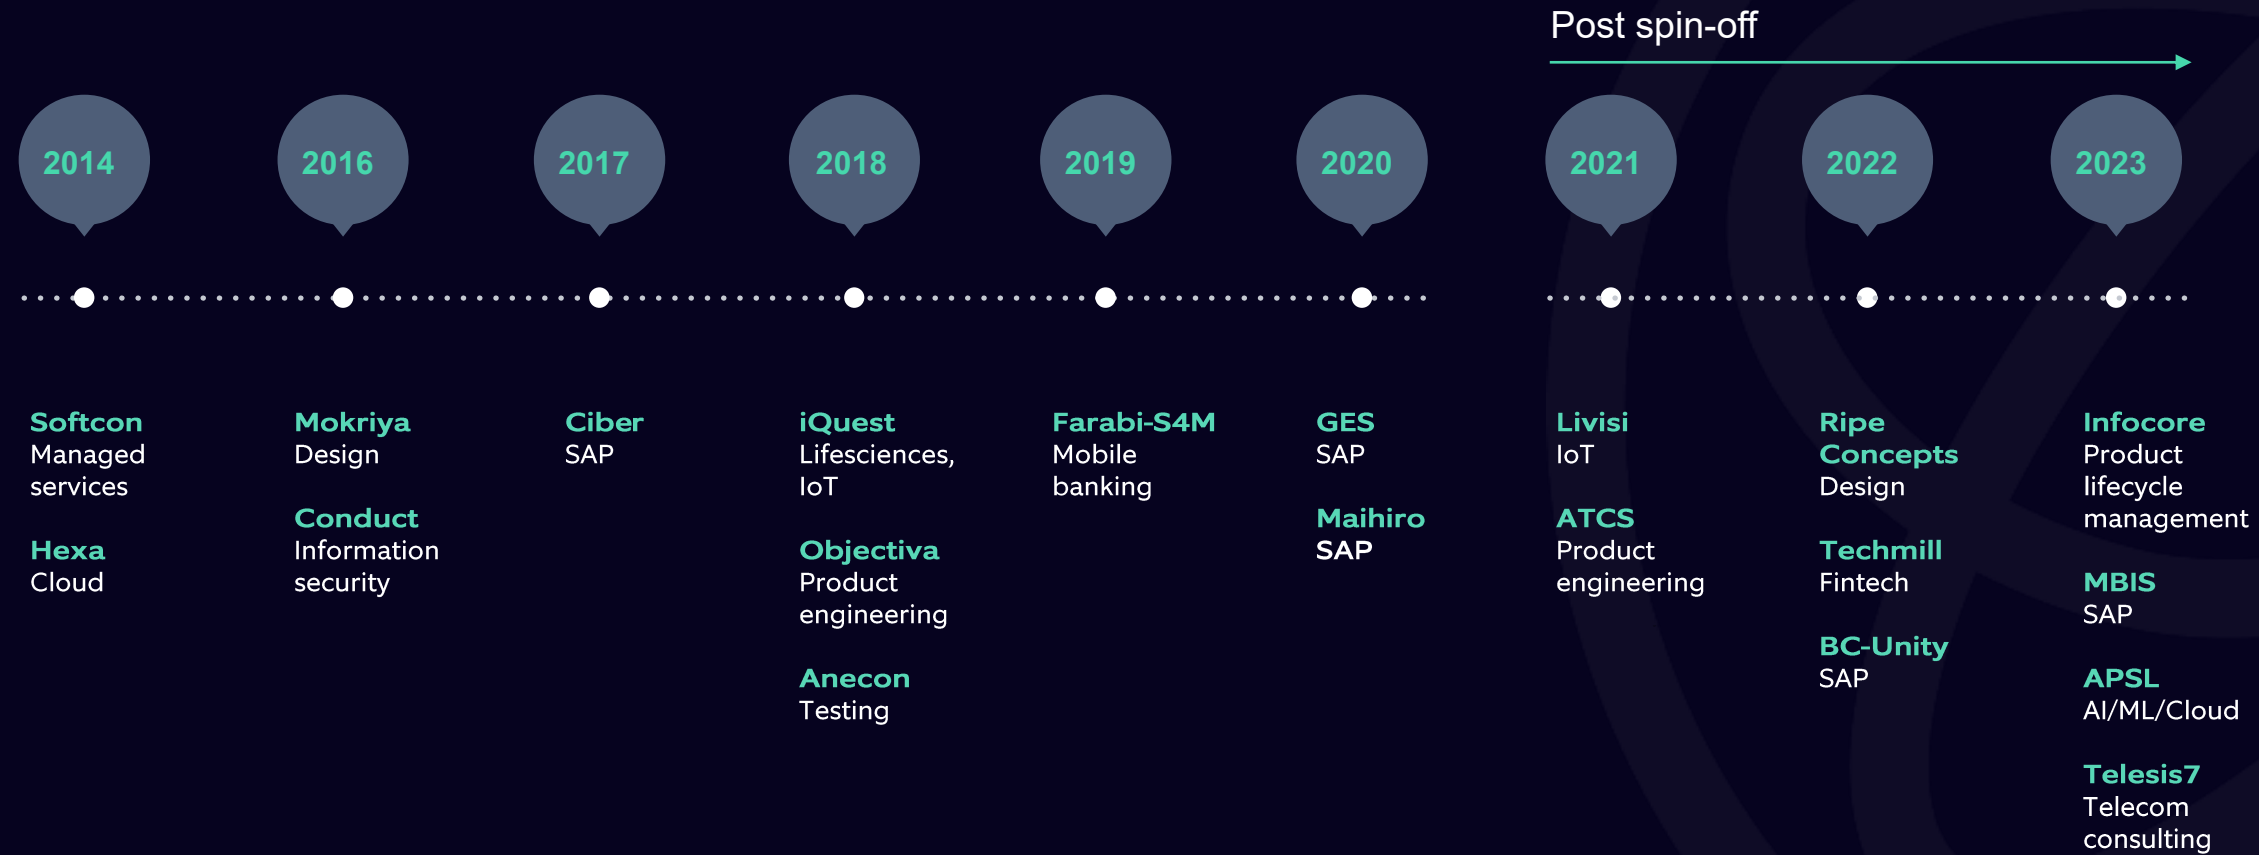 Post spin-off
2014
2016
2017
2018
2019
2020
2021
2022
2023
Softcon
Managed
services
Hexa
Cloud
Mokriya
Design
Conduct
Information
security
Ciber
SAP
iQuest
Lifesciences,
IoT
Objectiva
Product
engineering
Anecon
Testing
Farabi-S4M
Mobile
banking
GES
SAP
Maihiro
SAP
Livisi
IoT
ATCS
Product
engineering
Ripe
Concepts
Design
Techmill
Fintech
BC-Unity
SAP
Infocore
Product
lifecycle
management
MBIS
SAP
APSL
AI/ML/Cloud
Telesis7
Telecom
consulting